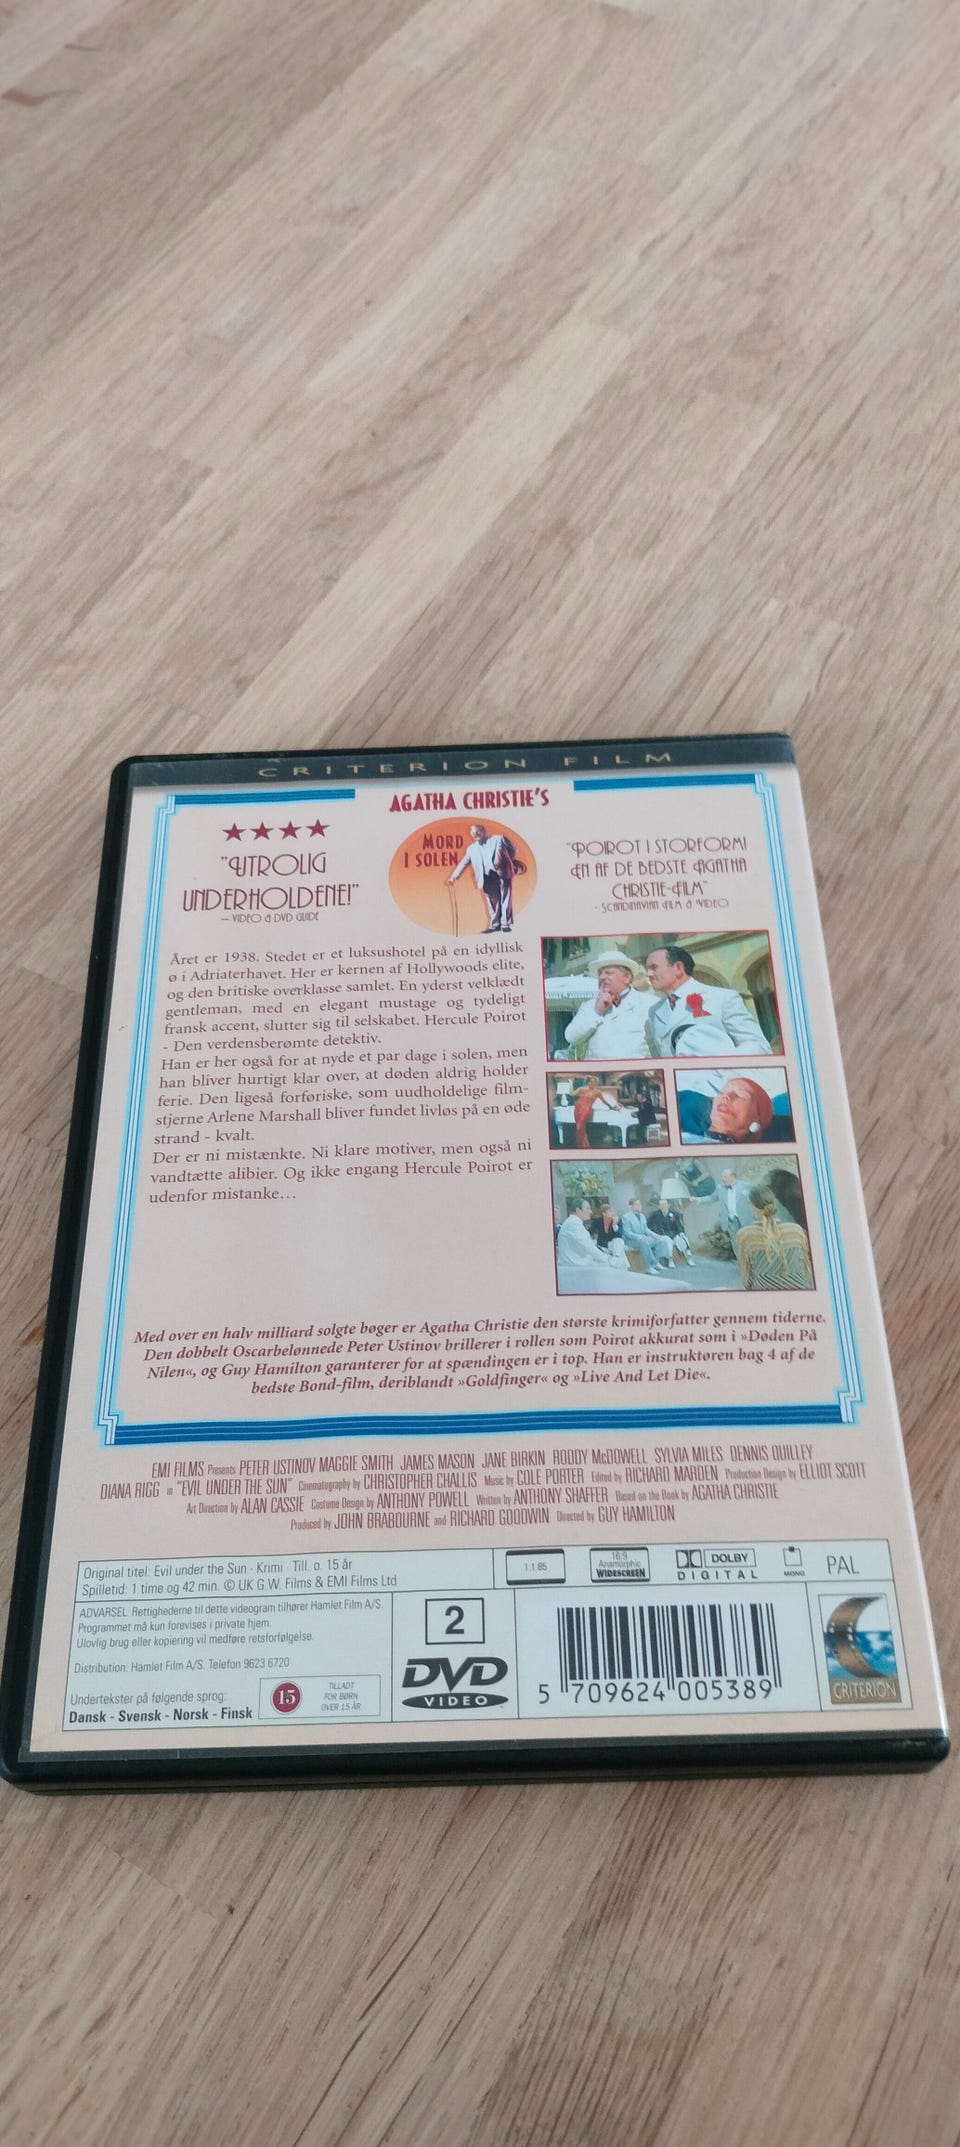 CRITERION FILM
AGATHA CHRISTIE'S
MORD
I SOLEN
★★★★
"UTROLIG
UNDERHOLDENE!"
– VIDEO & DVD GUIDE
"POIROT I STORFORM!
EN AF DE BEDSTE AGATHA
CHRISTIE-FILM"
- SCANDINAVIAN FILM & VIDEO
Året er 1938. Stedet er et luksushotel på en idyllisk
ø i Adriaterhavet. Her er kernen af Hollywoods elite,
og den britiske overklasse samlet. En yderst velklædt
gentleman, med en elegant mustage og tydeligt
fransk accent, slutter sig til selskabet. Hercule Poirot
- Den verdensberømte detektiv.
Han er her også for at nyde et par dage i solen, men
han bliver hurtigt klar over, at døden aldrig holder
ferie. Den ligeså forføriske, som uudholdelige film-
stjerne Arlene Marshall bliver fundet livløs på en øde
strand - kvalt.
Der er ni mistænkte. Ni klare motiver, men også ni
vandtætte alibier. Og ikke engang Hercule Poirot er
udenfor mistanke…
Med over en halv milliard solgte bøger er Agatha Christie den største krimiforfatter gennem tiderne.
Den dobbelt Oscarbelønnede Peter Ustinov brillerer i rollen som Poirot akkurat som i »Døden På
Nilen«, og Guy Hamilton garanterer for at spændingen er i top. Han er instruktøren bag 4 af de
bedste Bond-film, deriblandt »Goldfinger« og »Live And Let Die«.
EMI FILMS Presents PETER USTINOV MAGGIE SMITH JAMES MASON JANE BIRKIN RODDY McDOWELL SYLVIA MILES DENNIS QUILLEY
DIANA RIGG in "EVIL UNDER THE SUN" Cinematography by CHRISTOPHER CHALLIS Music by COLE PORTER Edited by RICHARD MARDEN Production Design by ELLIOT SCOTT
Art Direction by ALAN CASSIE Costume Design by ANTHONY POWELL Written by ANTHONY SHAFFER Based on the Book by AGATHA CHRISTIE
Produced by JOHN BRABOURNE and RICHARD GOODWIN Directed by GUY HAMILTON
Original titel: Evil under the Sun · Krimi · Till. o. 15 år
Spilletid: 1 time og 42 min. © UK G.W. Films & EMI Films Ltd
1:1.85
16:9
Anamorphic
WIDESCREEN
DOLBY
DIGITAL
MONO
PAL
ADVARSEL: Rettighederne til dette videogram tilhører Hamlet Film A/S.
Programmet må kun forevises i private hjem.
Ulovlig brug eller kopiering vil medføre retsforfølgelse.
Distribution: Hamlet Film A/S. Telefon 9623 6720
Undertekster på følgende sprog:
Dansk - Svensk - Norsk - Finsk
15
TILLADT
FOR BØRN
OVER 15 ÅR
2
DVD
VIDEO
5 709624 005389
CRITERION